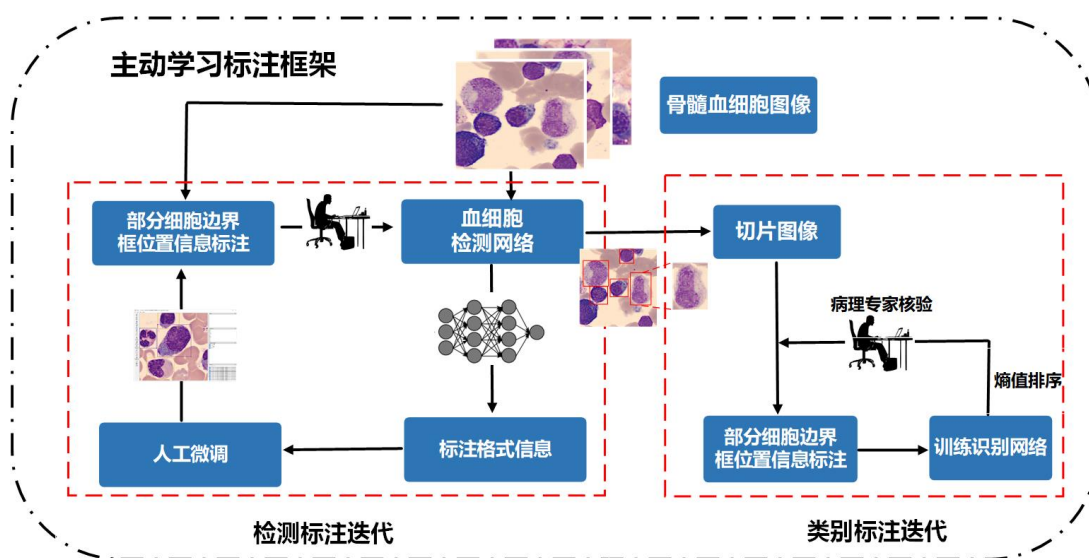 主动学习标注框架
骨髓血细胞图像
部分细胞边界
框位置信息标注
血细胞
检测网络
切片图像
病理专家核验
熵值排序
人工微调
标注格式信息
部分细胞边界
框位置信息标注
训练识别网络
检测标注迭代
类别标注迭代